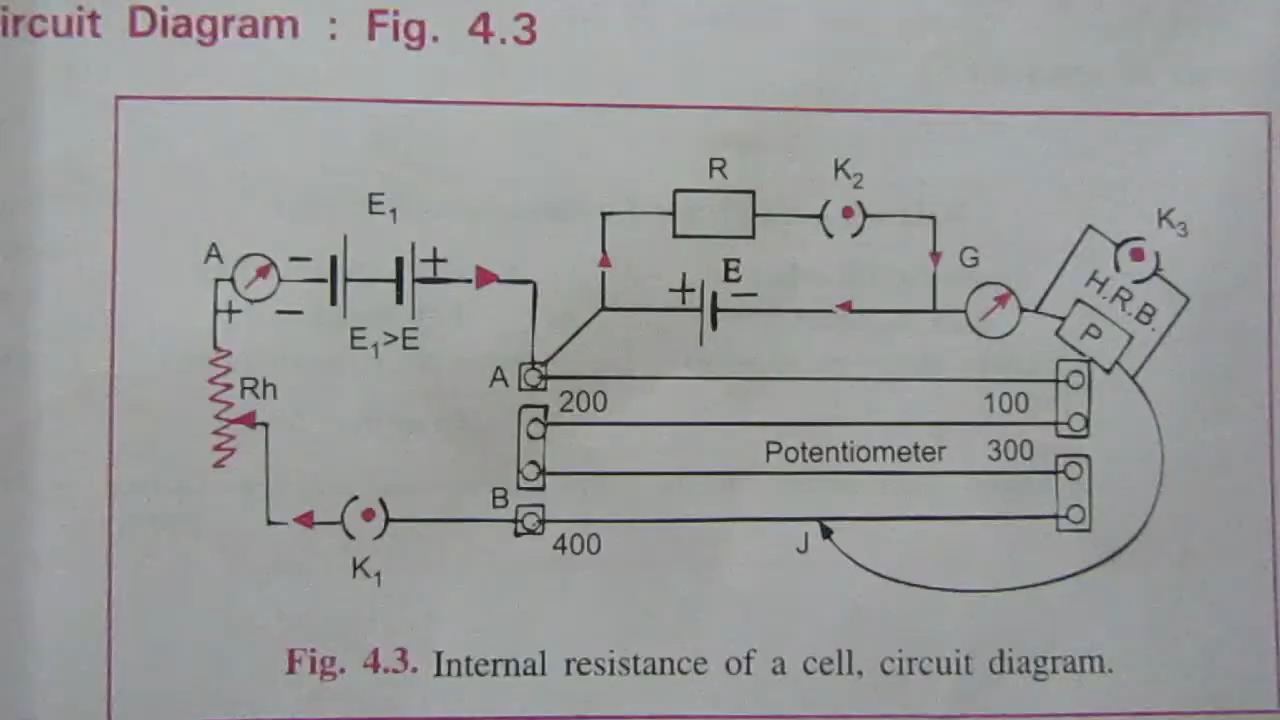 ircuit Diagram : Fig. 4.3
R K2
E1 K3
A − + + E − G H.R.B.
+ − E1>E P
Rh A 200 100
Potentiometer 300
B
400 J
K1
Fig. 4.3. Internal resistance of a cell, circuit diagram.